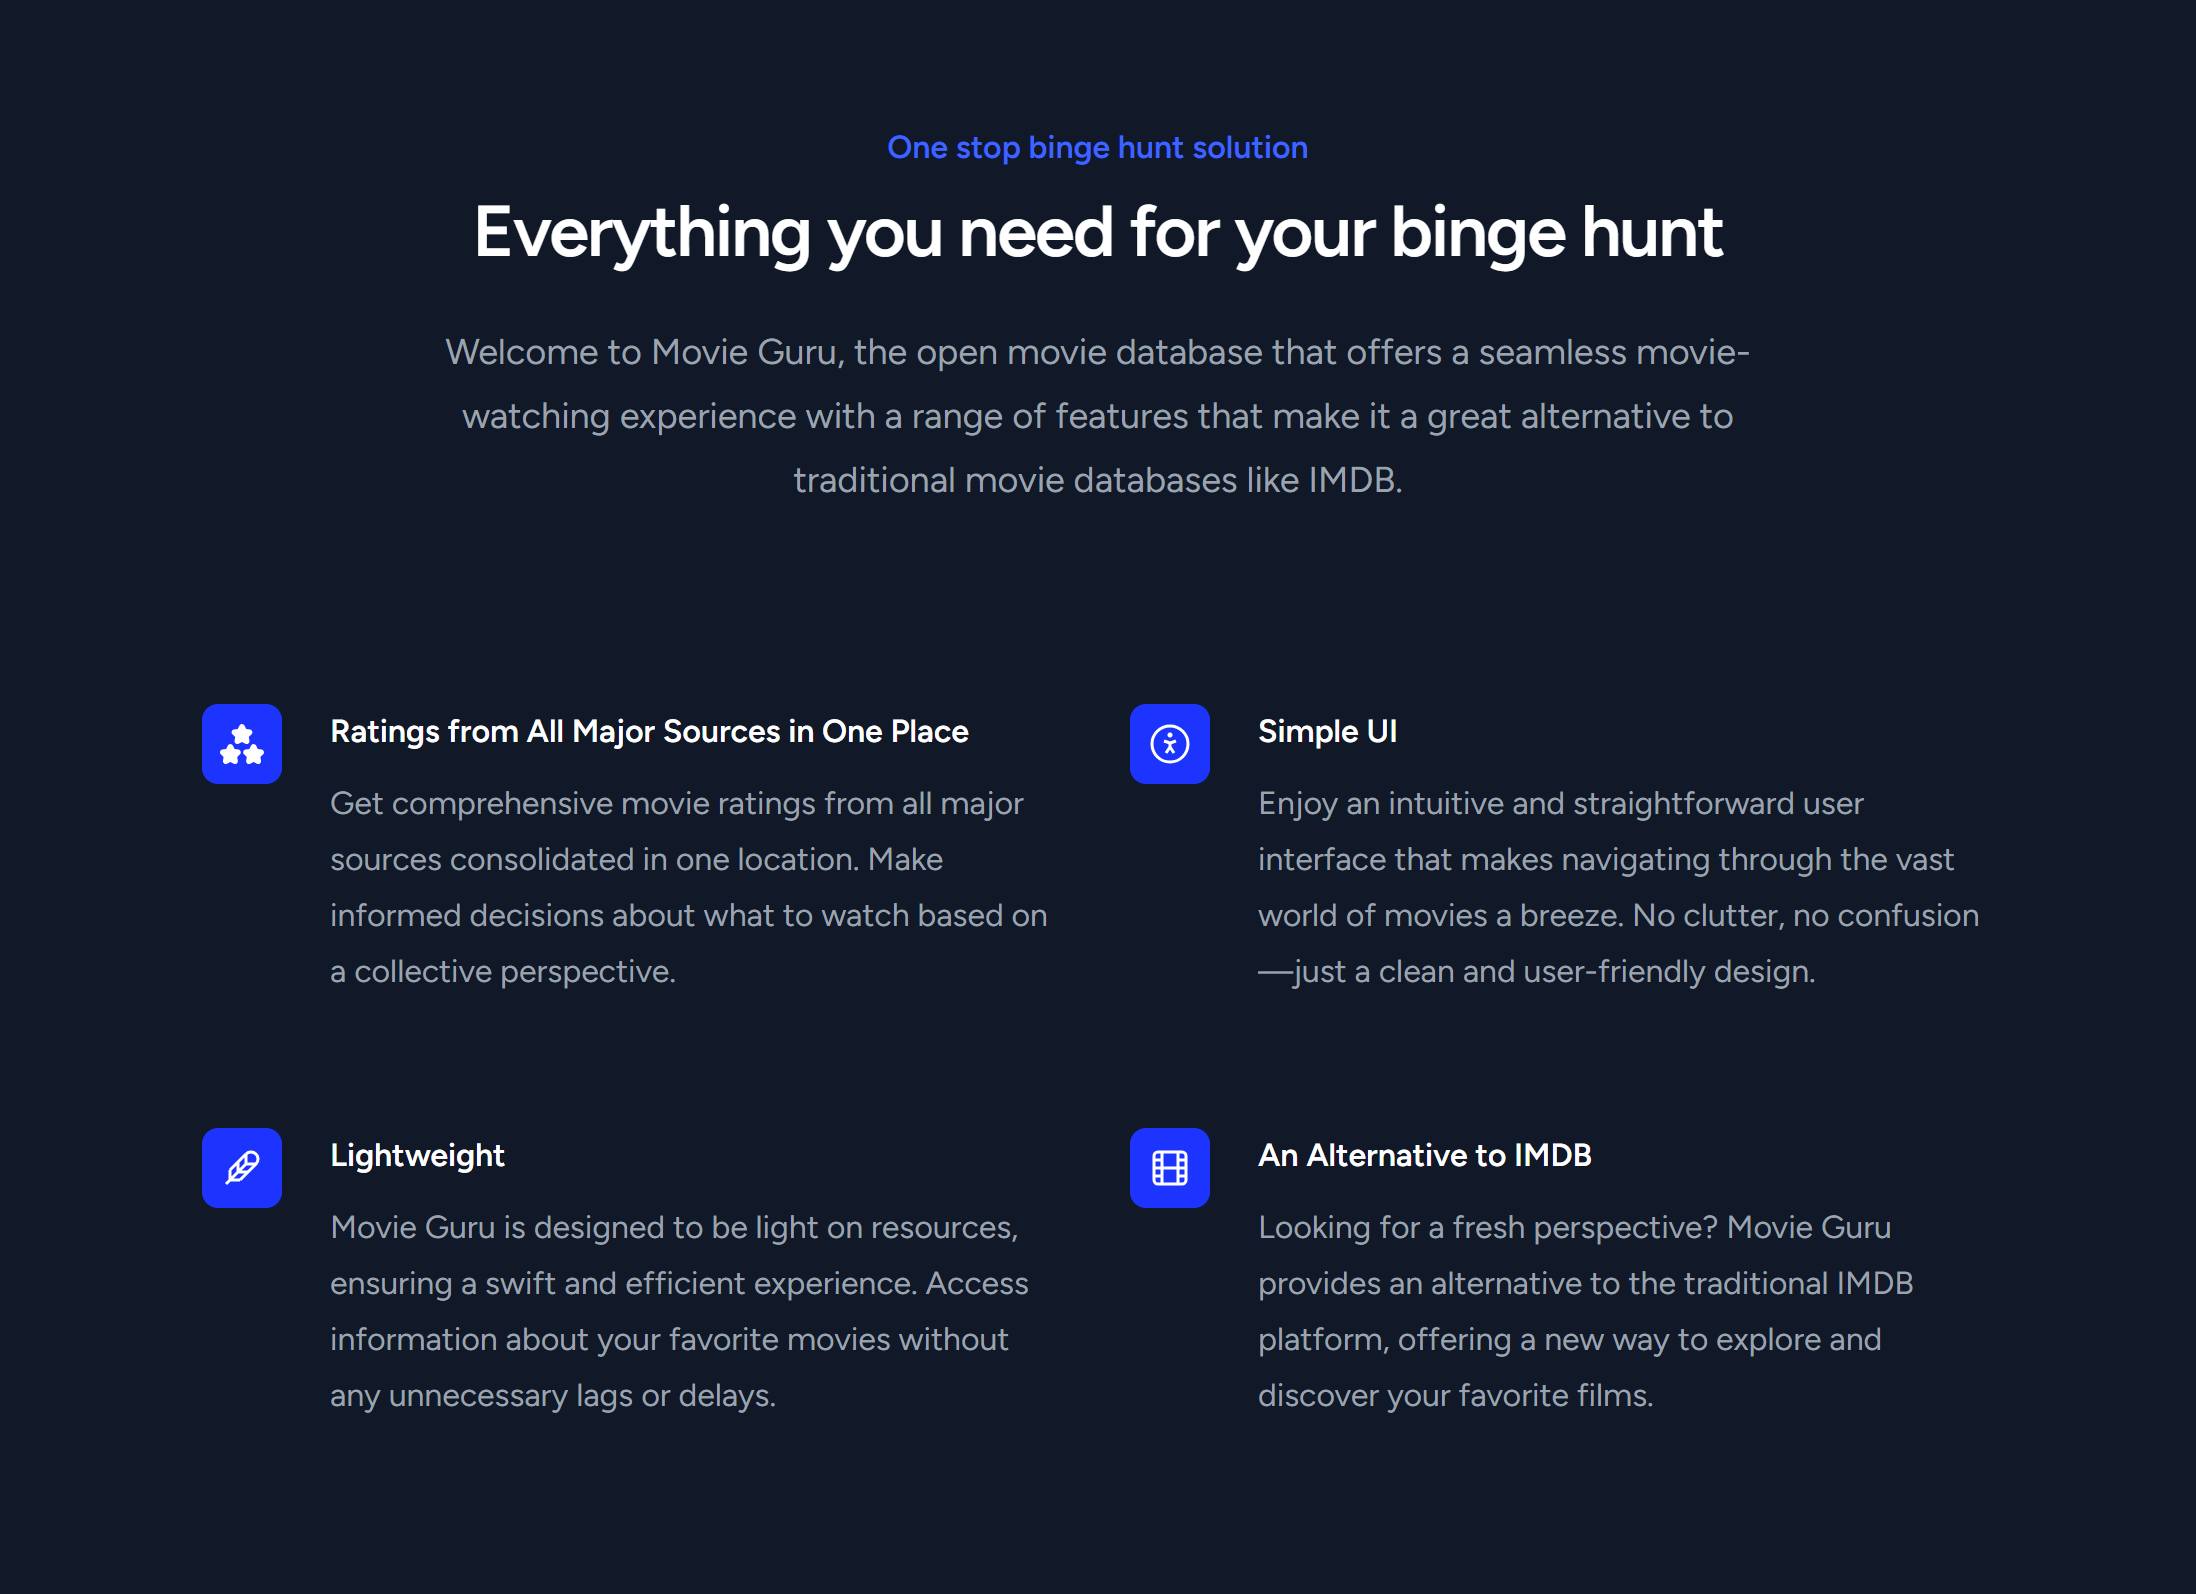 One stop binge hunt solution
Everything you need for your binge hunt
Welcome to Movie Guru, the open movie database that offers a seamless movie-
watching experience with a range of features that make it a great alternative to
traditional movie databases like IMDB.
Ratings from All Major Sources in One Place
Get comprehensive movie ratings from all major
sources consolidated in one location. Make
informed decisions about what to watch based on
a collective perspective.
Simple UI
Enjoy an intuitive and straightforward user
interface that makes navigating through the vast
world of movies a breeze. No clutter, no confusion
—just a clean and user-friendly design.
Lightweight
Movie Guru is designed to be light on resources,
ensuring a swift and efficient experience. Access
information about your favorite movies without
any unnecessary lags or delays.
An Alternative to IMDB
Looking for a fresh perspective? Movie Guru
provides an alternative to the traditional IMDB
platform, offering a new way to explore and
discover your favorite films.